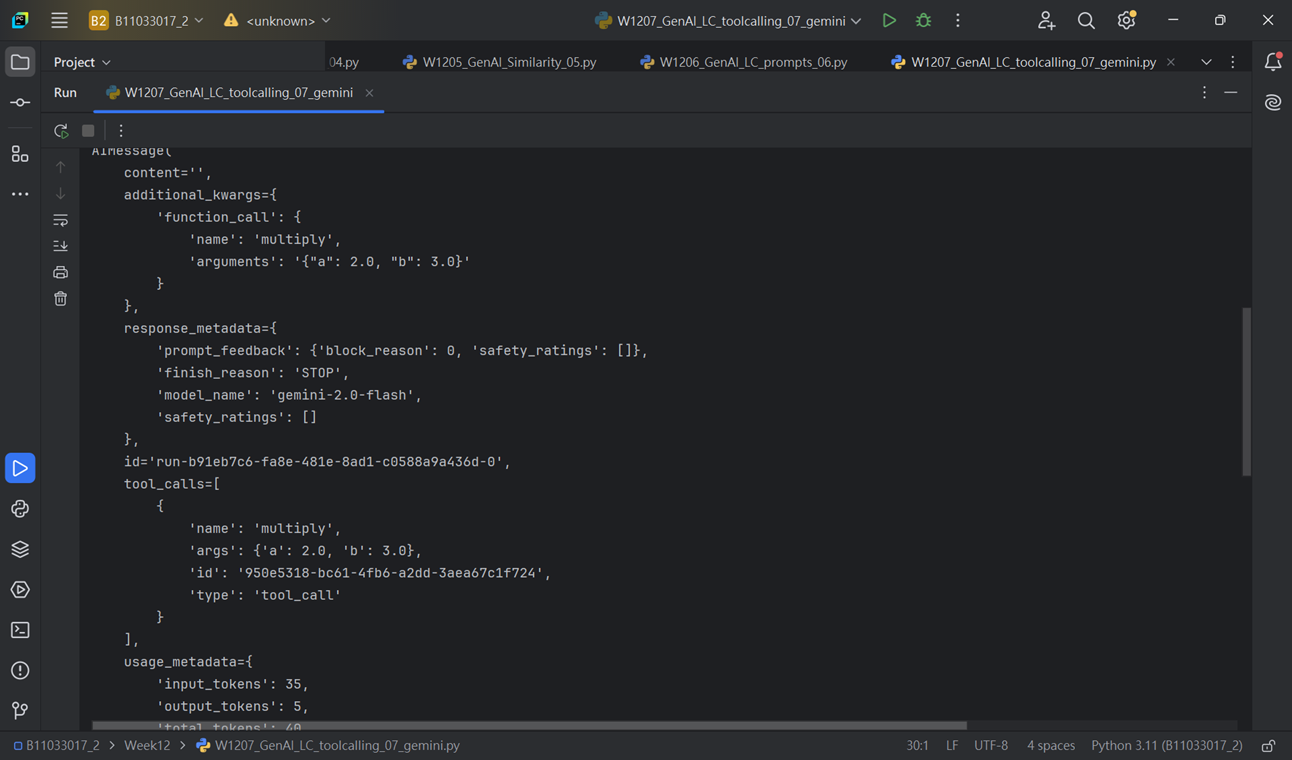 PC
B2 B11033017_2 <unknown> W1207_GenAI_LC_toolcalling_07_gemini
Project 04.py W1205_GenAI_Similarity_05.py W1206_GenAI_LC_prompts_06.py W1207_GenAI_LC_toolcalling_07_gemini.py
Run W1207_GenAI_LC_toolcalling_07_gemini
AIMessage(
    content='',
    additional_kwargs={
        'function_call': {
            'name': 'multiply',
            'arguments': '{"a": 2.0, "b": 3.0}'
        }
    },
    response_metadata={
        'prompt_feedback': {'block_reason': 0, 'safety_ratings': []},
        'finish_reason': 'STOP',
        'model_name': 'gemini-2.0-flash',
        'safety_ratings': []
    },
    id='run-b91eb7c6-fa8e-481e-8ad1-c0588a9a436d-0',
    tool_calls=[
        {
            'name': 'multiply',
            'args': {'a': 2.0, 'b': 3.0},
            'id': '950e5318-bc61-4fb6-a2dd-3aea67c1f724',
            'type': 'tool_call'
        }
    ],
    usage_metadata={
        'input_tokens': 35,
        'output_tokens': 5,
        'total_tokens': 40
B11033017_2 > Week12 > W1207_GenAI_LC_toolcalling_07_gemini.py 30:1 LF UTF-8 4 spaces Python 3.11 (B11033017_2)